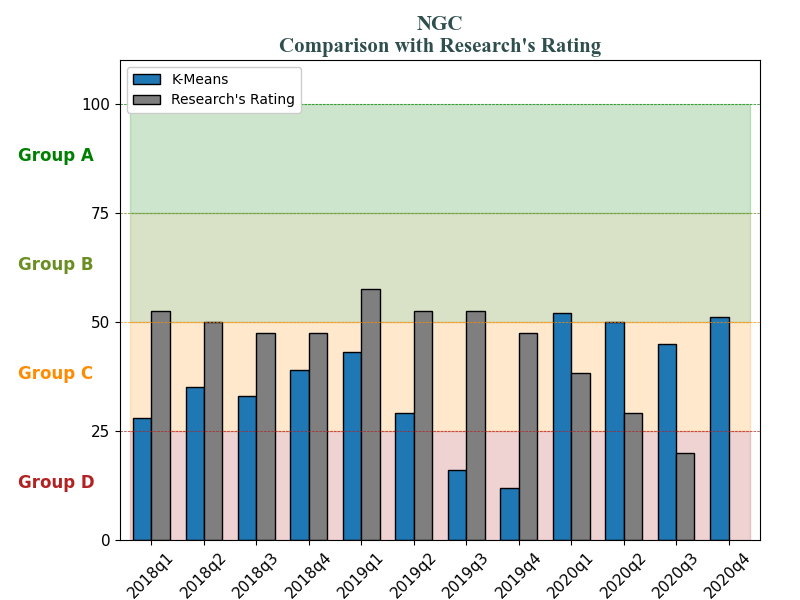 NGC
Comparison with Research's Rating
K-Means
Research's Rating
100
Group A
75
Group B
50
Group C
25
Group D
0
2018q1 2018q2 2018q3 2018q4 2019q1 2019q2 2019q3 2019q4 2020q1 2020q2 2020q3 2020q4